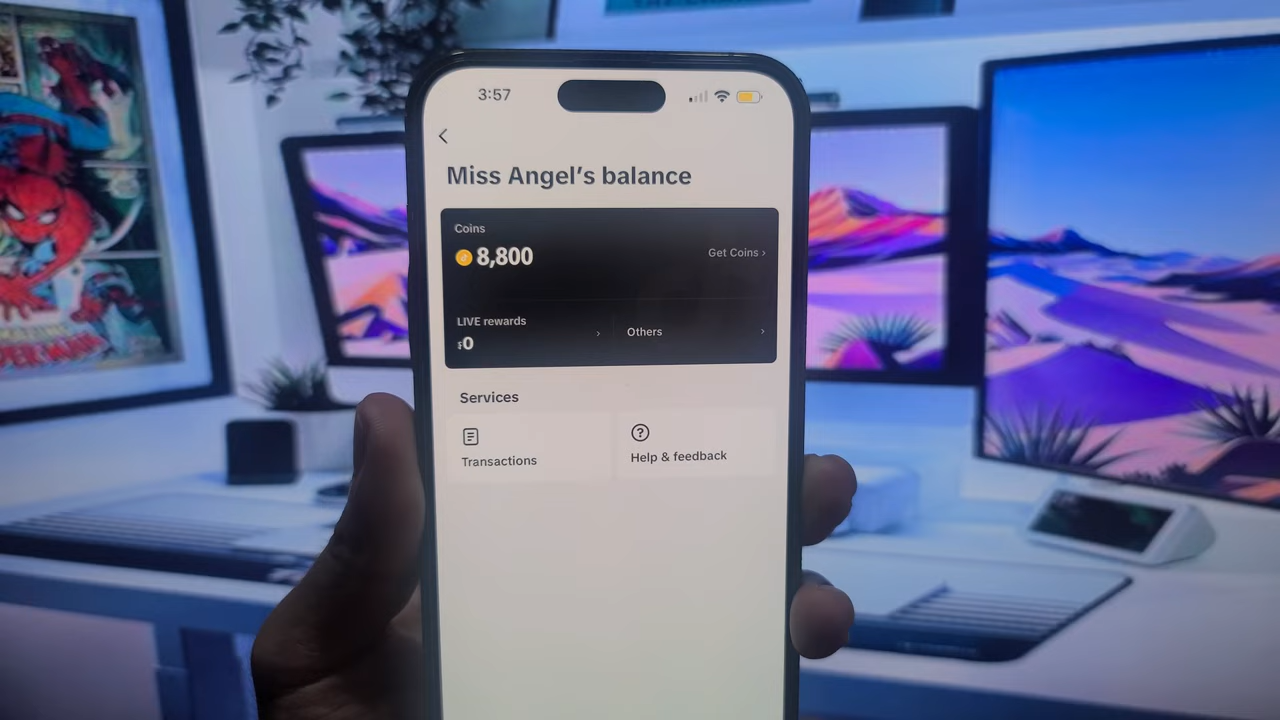 3:57
Miss Angel's balance
Coins
8,800
Get Coins ›
LIVE rewards
0
Others
Services
Transactions
Help & feedback